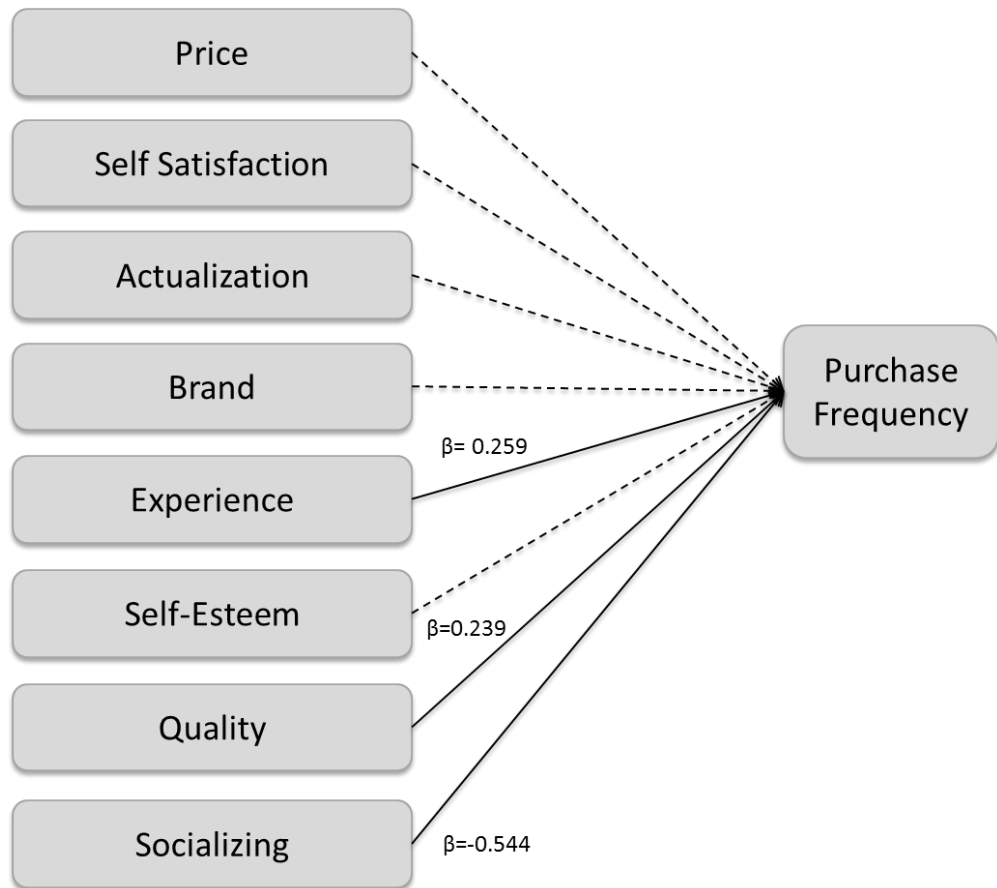 Price
Self Satisfaction
Actualization
Brand
Purchase
Frequency
β= 0.259
Experience
Self-Esteem
β=0.239
Quality
Socializing
β=-0.544